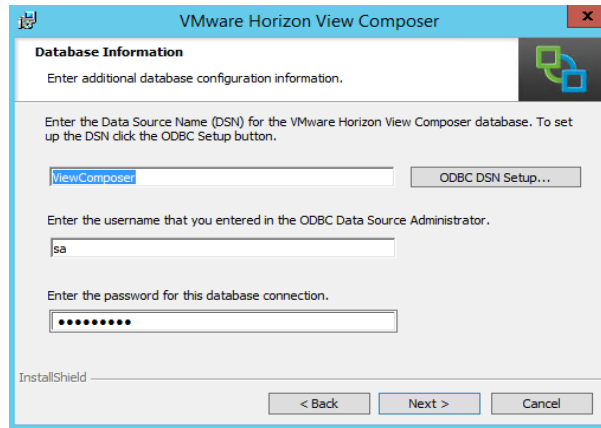 VMware Horizon View Composer
x
Database Information
Enter additional database configuration information.
Enter the Data Source Name (DSN) for the VMware Horizon View Composer database. To set
up the DSN click the ODBC Setup button.
ViewComposer
ODBC DSN Setup...
Enter the username that you entered in the ODBC Data Source Administrator.
sa
Enter the password for this database connection.
●●●●●●●●●
InstallShield
< Back
Next >
Cancel